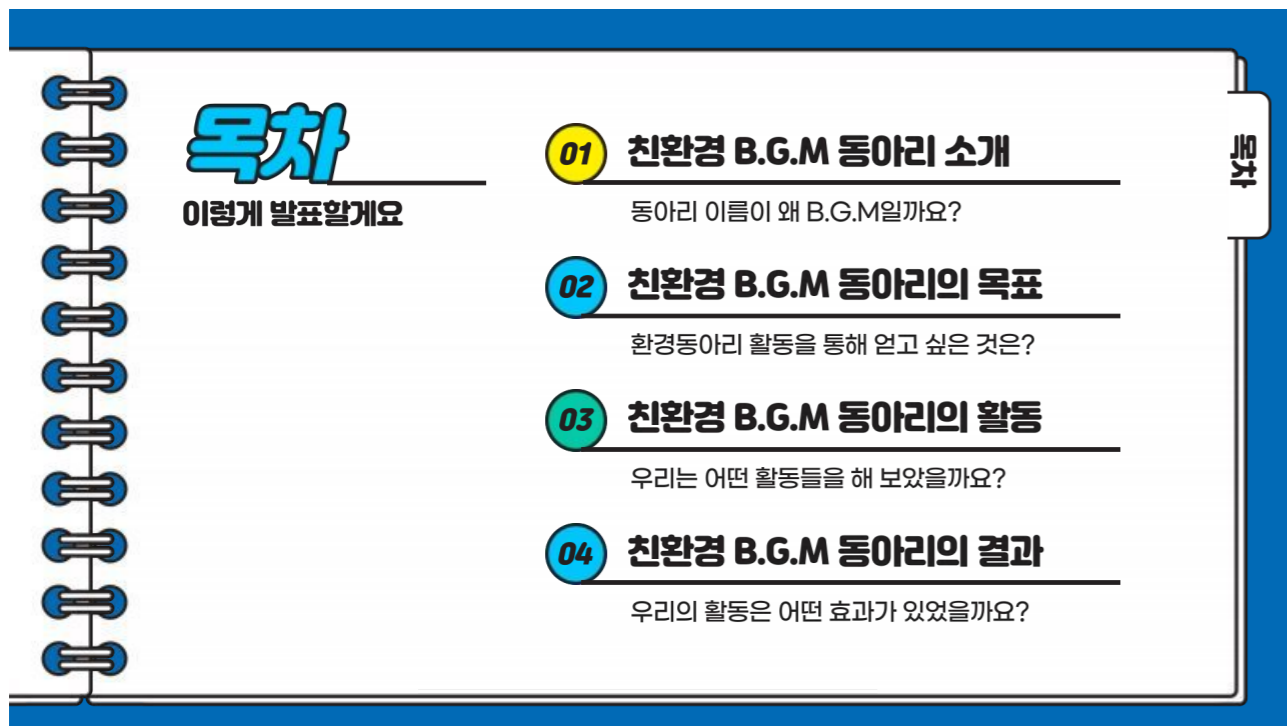 목차
이렇게 발표할게요
01 친환경 B.G.M 동아리 소개
동아리 이름이 왜 B.G.M일까요?
02 친환경 B.G.M 동아리의 목표
환경동아리 활동을 통해 얻고 싶은 것은?
03 친환경 B.G.M 동아리의 활동
우리는 어떤 활동들을 해 보았을까요?
04 친환경 B.G.M 동아리의 결과
우리의 활동은 어떤 효과가 있었을까요?
목차